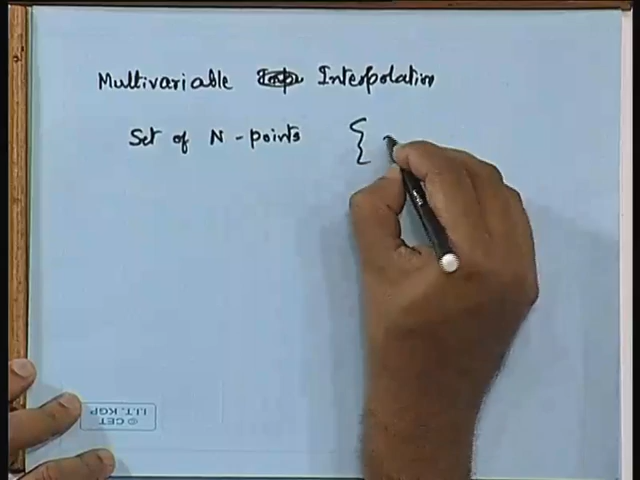 Multivariable Interpolation
Set of N - points {
© CET
I.I.T. KGP